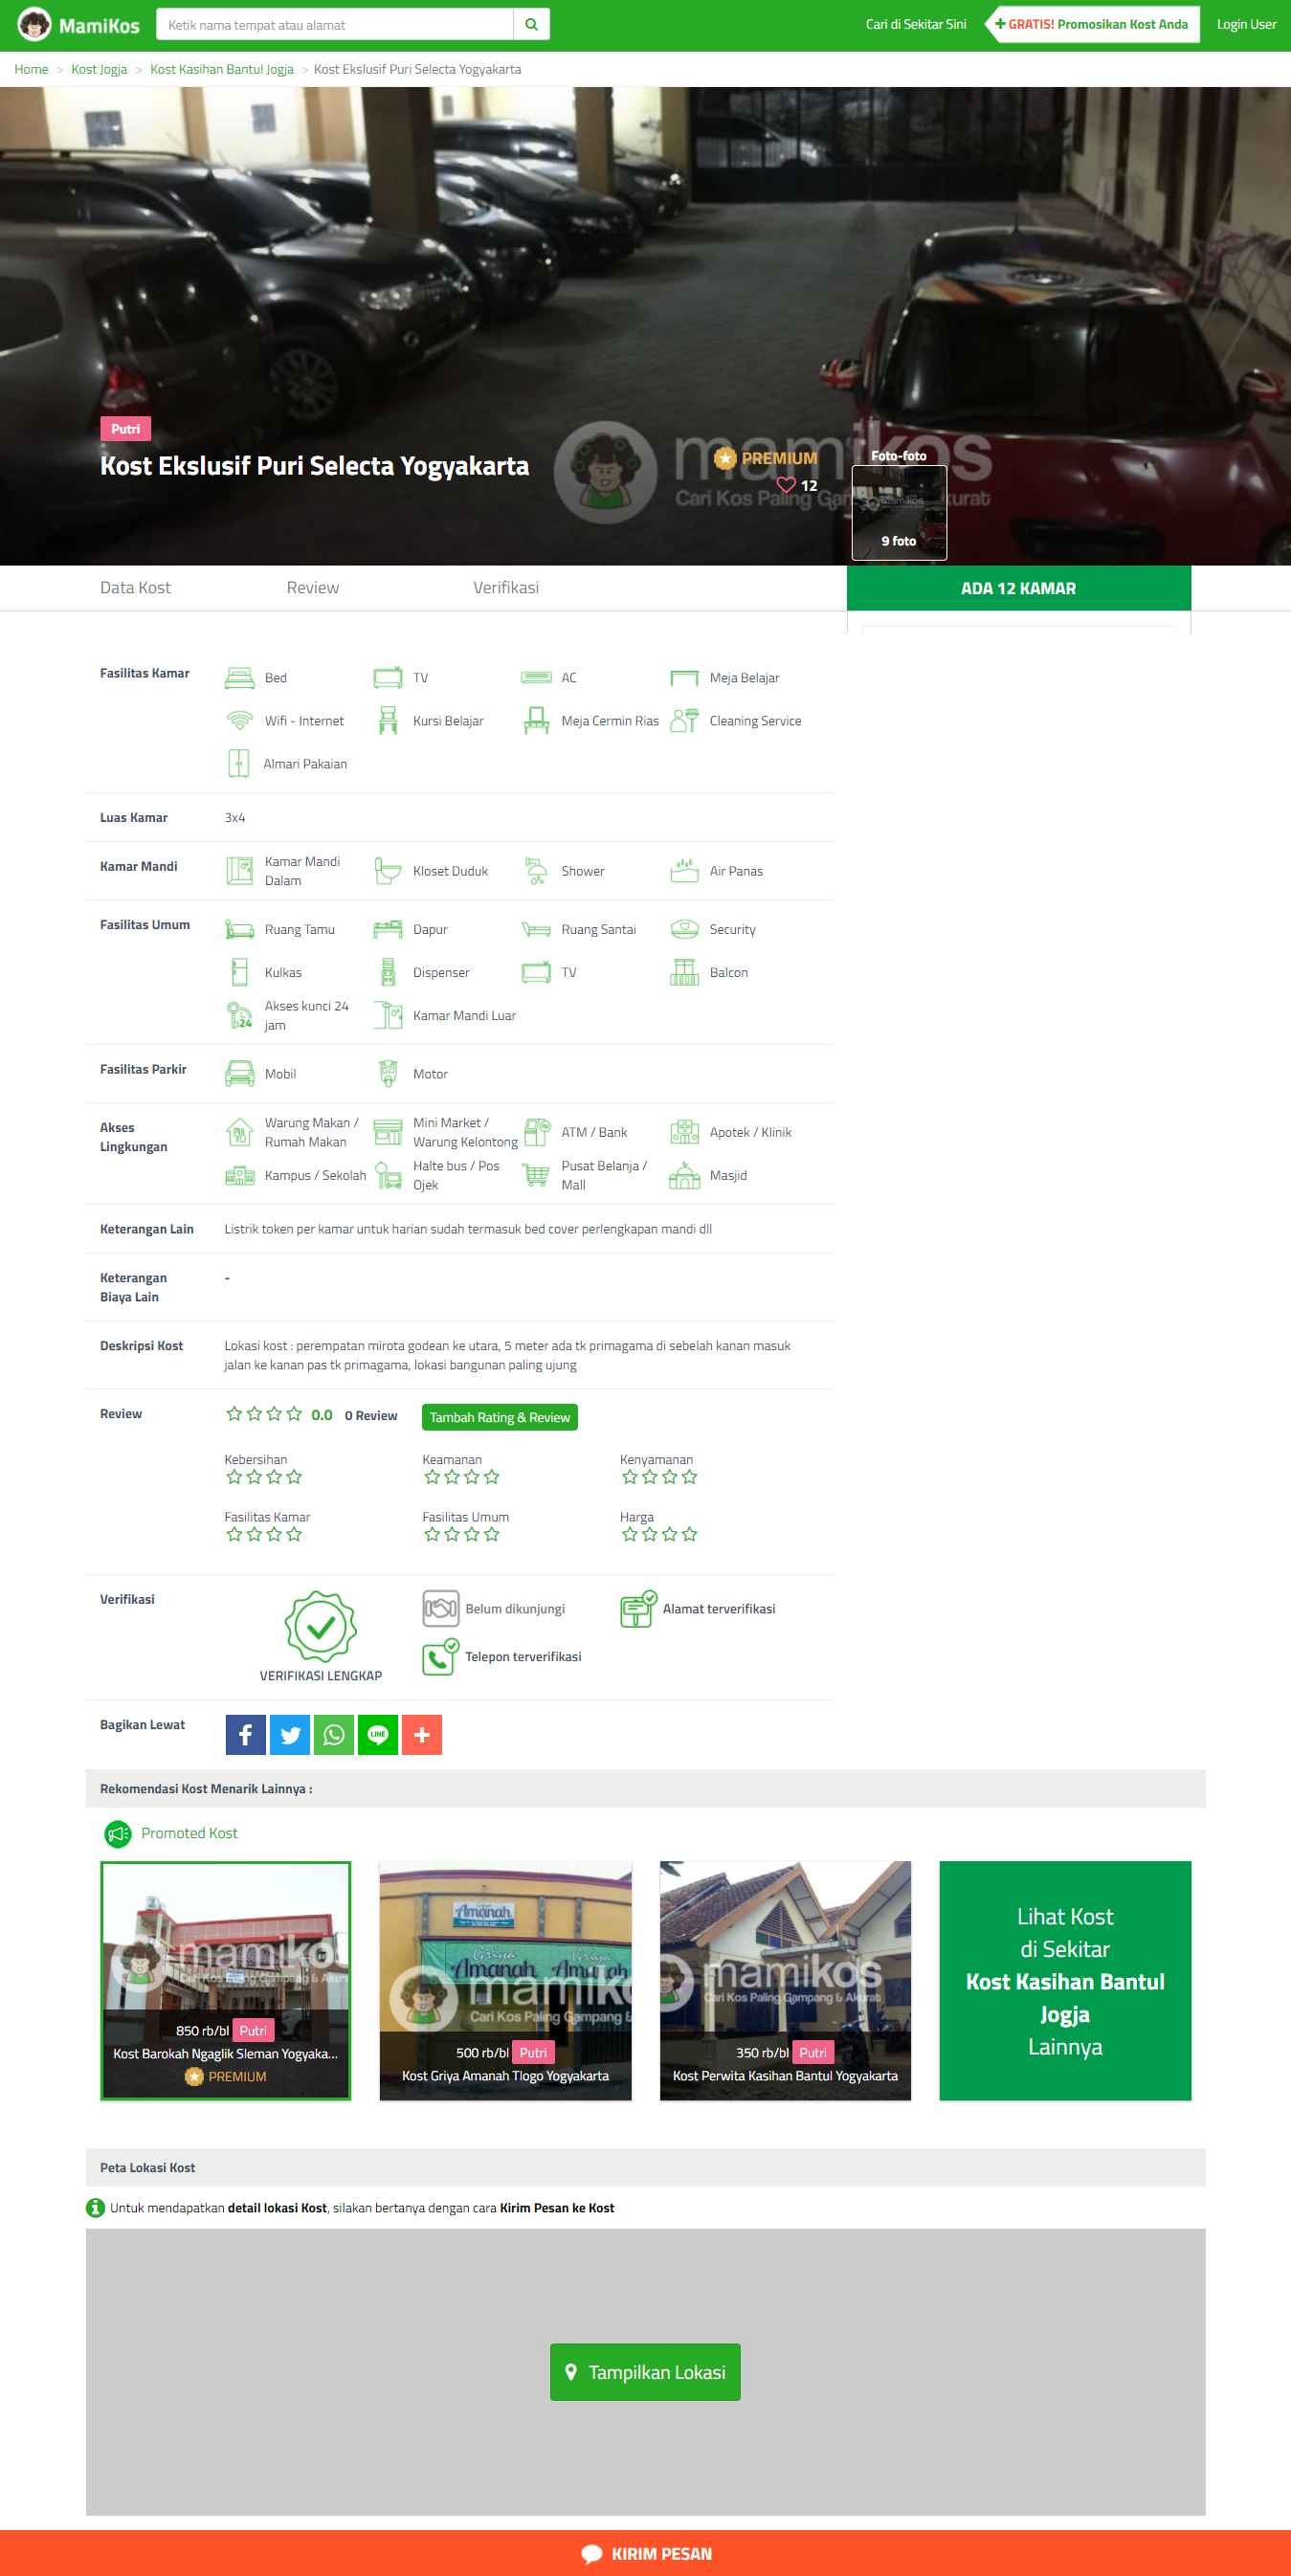 MamiKos
Ketik nama tempat atau alamat
Cari di Sekitar Sini
GRATIS! Promosikan Kost Anda
Login User
Home > Kost Jogja > Kost Kasihan Bantul Jogja > Kost Ekslusif Puri Selecta Yogyakarta
Putri
Kost Ekslusif Puri Selecta Yogyakarta
PREMIUM
12
mamikos
Foto-foto
9 foto
Data Kost
Review
Verifikasi
ADA 12 KAMAR
Fasilitas Kamar
Bed
TV
AC
Meja Belajar
Wifi - Internet
Kursi Belajar
Meja Cermin Rias
Cleaning Service
Almari Pakaian
Luas Kamar
3x4
Kamar Mandi
Kamar Mandi
Dalam
Kloset Duduk
Shower
Air Panas
Fasilitas Umum
Ruang Tamu
Dapur
Ruang Santai
Security
Kulkas
Dispenser
TV
Balcon
24
Akses kunci 24
jam
Kamar Mandi Luar
Fasilitas Parkir
Mobil
Motor
Akses
Lingkungan
Warung Makan /
Rumah Makan
Mini Market /
Warung Kelontong
ATM / Bank
Apotek / Klinik
Kampus / Sekolah
Halte bus / Pos
Ojek
Pusat Belanja /
Mall
Masjid
Keterangan Lain
Listrik token per kamar untuk harian sudah termasuk bed cover perlengkapan mandi dll
Keterangan
Biaya Lain
-
Deskripsi Kost
Lokasi kost : perempatan mirota godean ke utara, 5 meter ada tk primagama di sebelah kanan masuk
jalan ke kanan pas tk primagama, lokasi bangunan paling ujung
Review
0.0
0 Review
Tambah Rating & Review
Kebersihan
Keamanan
Kenyamanan
Fasilitas Kamar
Fasilitas Umum
Harga
Verifikasi
VERIFIKASI LENGKAP
Belum dikunjungi
Alamat terverifikasi
Telepon terverifikasi
Bagikan Lewat
LINE
Rekomendasi Kost Menarik Lainnya :
Promoted Kost
850 rb/bl Putri
Kost Barokah Ngaglik Sleman Yogyaka...
PREMIUM
Amanah
Griya
Amanah
500 rb/bl Putri
Kost Griya Amanah Tlogo Yogyakarta
mamikos
Cari Kos Paling Gampang & Akurat
350 rb/bl Putri
Kost Perwita Kasihan Bantul Yogyakarta
Lihat Kost
di Sekitar
Kost Kasihan Bantul
Jogja
Lainnya
Peta Lokasi Kost
Untuk mendapatkan detail lokasi Kost, silakan bertanya dengan cara Kirim Pesan ke Kost
Tampilkan Lokasi
KIRIM PESAN